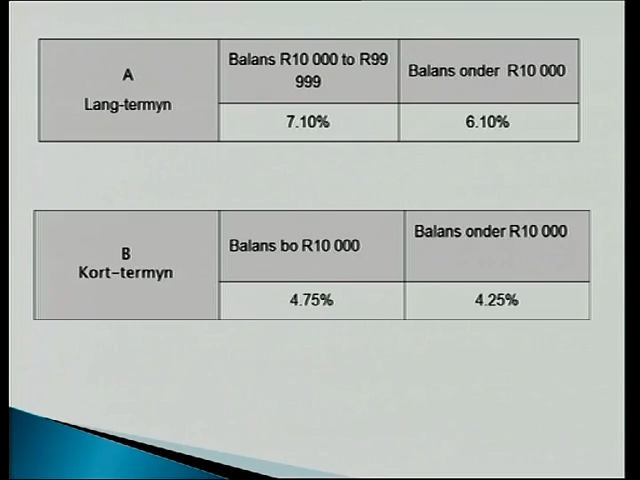 A
Lang-termyn
Balans R10 000 to R99
999
Balans onder R10 000
7.10%
6.10%
B
Kort-termyn
Balans bo R10 000
Balans onder R10 000
4.75%
4.25%